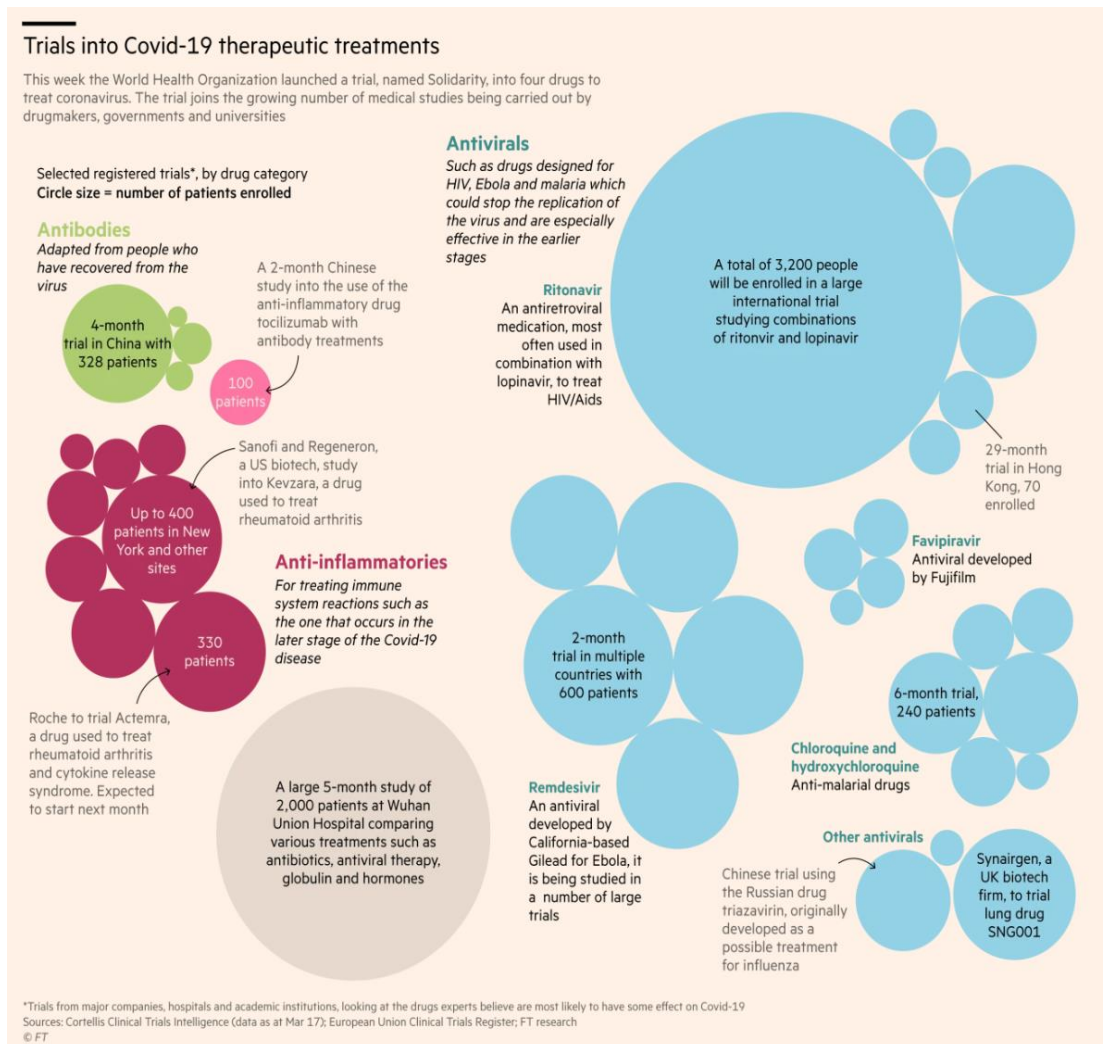 Trials into Covid-19 therapeutic treatments
This week the World Health Organization launched a trial, named Solidarity, into four drugs to
treat coronavirus. The trial joins the growing number of medical studies being carried out by
drugmakers, governments and universities
Selected registered trials*, by drug category
Circle size = number of patients enrolled
Antibodies
Adapted from people who
have recovered from the
virus
4-month
trial in China with
328 patients
A 2-month Chinese
study into the use of the
anti-inflammatory drug
tocilizumab with
antibody treatments
100
patients
Antivirals
Such as drugs designed for
HIV, Ebola and malaria which
could stop the replication of
the virus and are especially
effective in the earlier
stages
Ritonavir
An antiretroviral
medication, most
often used in
combination with
lopinavir, to treat
HIV/Aids
A total of 3,200 people
will be enrolled in a large
international trial
studying combinations
of ritonvir and lopinavir
29-month
trial in Hong
Kong, 70
enrolled
Sanofi and Regeneron,
a US biotech, study
into Kevzara, a drug
used to treat
rheumatoid arthritis
Up to 400
patients in New
York and other
sites
Anti-inflammatories
For treating immune
system reactions such as
the one that occurs in the
later stage of the Covid-19
disease
330
patients
Roche to trial Actemra,
a drug used to treat
rheumatoid arthritis
and cytokine release
syndrome. Expected
to start next month
A large 5-month study of
2,000 patients at Wuhan
Union Hospital comparing
various treatments such as
antibiotics, antiviral therapy,
globulin and hormones
2-month
trial in multiple
countries with
600 patients
Remdesivir
An antiviral
developed by
California-based
Gilead for Ebola, it
is being studied in
a number of large
trials
Favipiravir
Antiviral developed
by Fujifilm
6-month trial,
240 patients
Chloroquine and
hydroxychloroquine
Anti-malarial drugs
Other antivirals
Chinese trial using
the Russian drug
triazavirin, originally
developed as a
possible treatment
for influenza
Synairgen, a
UK biotech
firm, to trial
lung drug
SNG001
*Trials from major companies, hospitals and academic institutions, looking at the drugs experts believe are most likely to have some effect on Covid-19
Sources: Cortellis Clinical Trials Intelligence (data as at Mar 17); European Union Clinical Trials Register; FT research
© FT